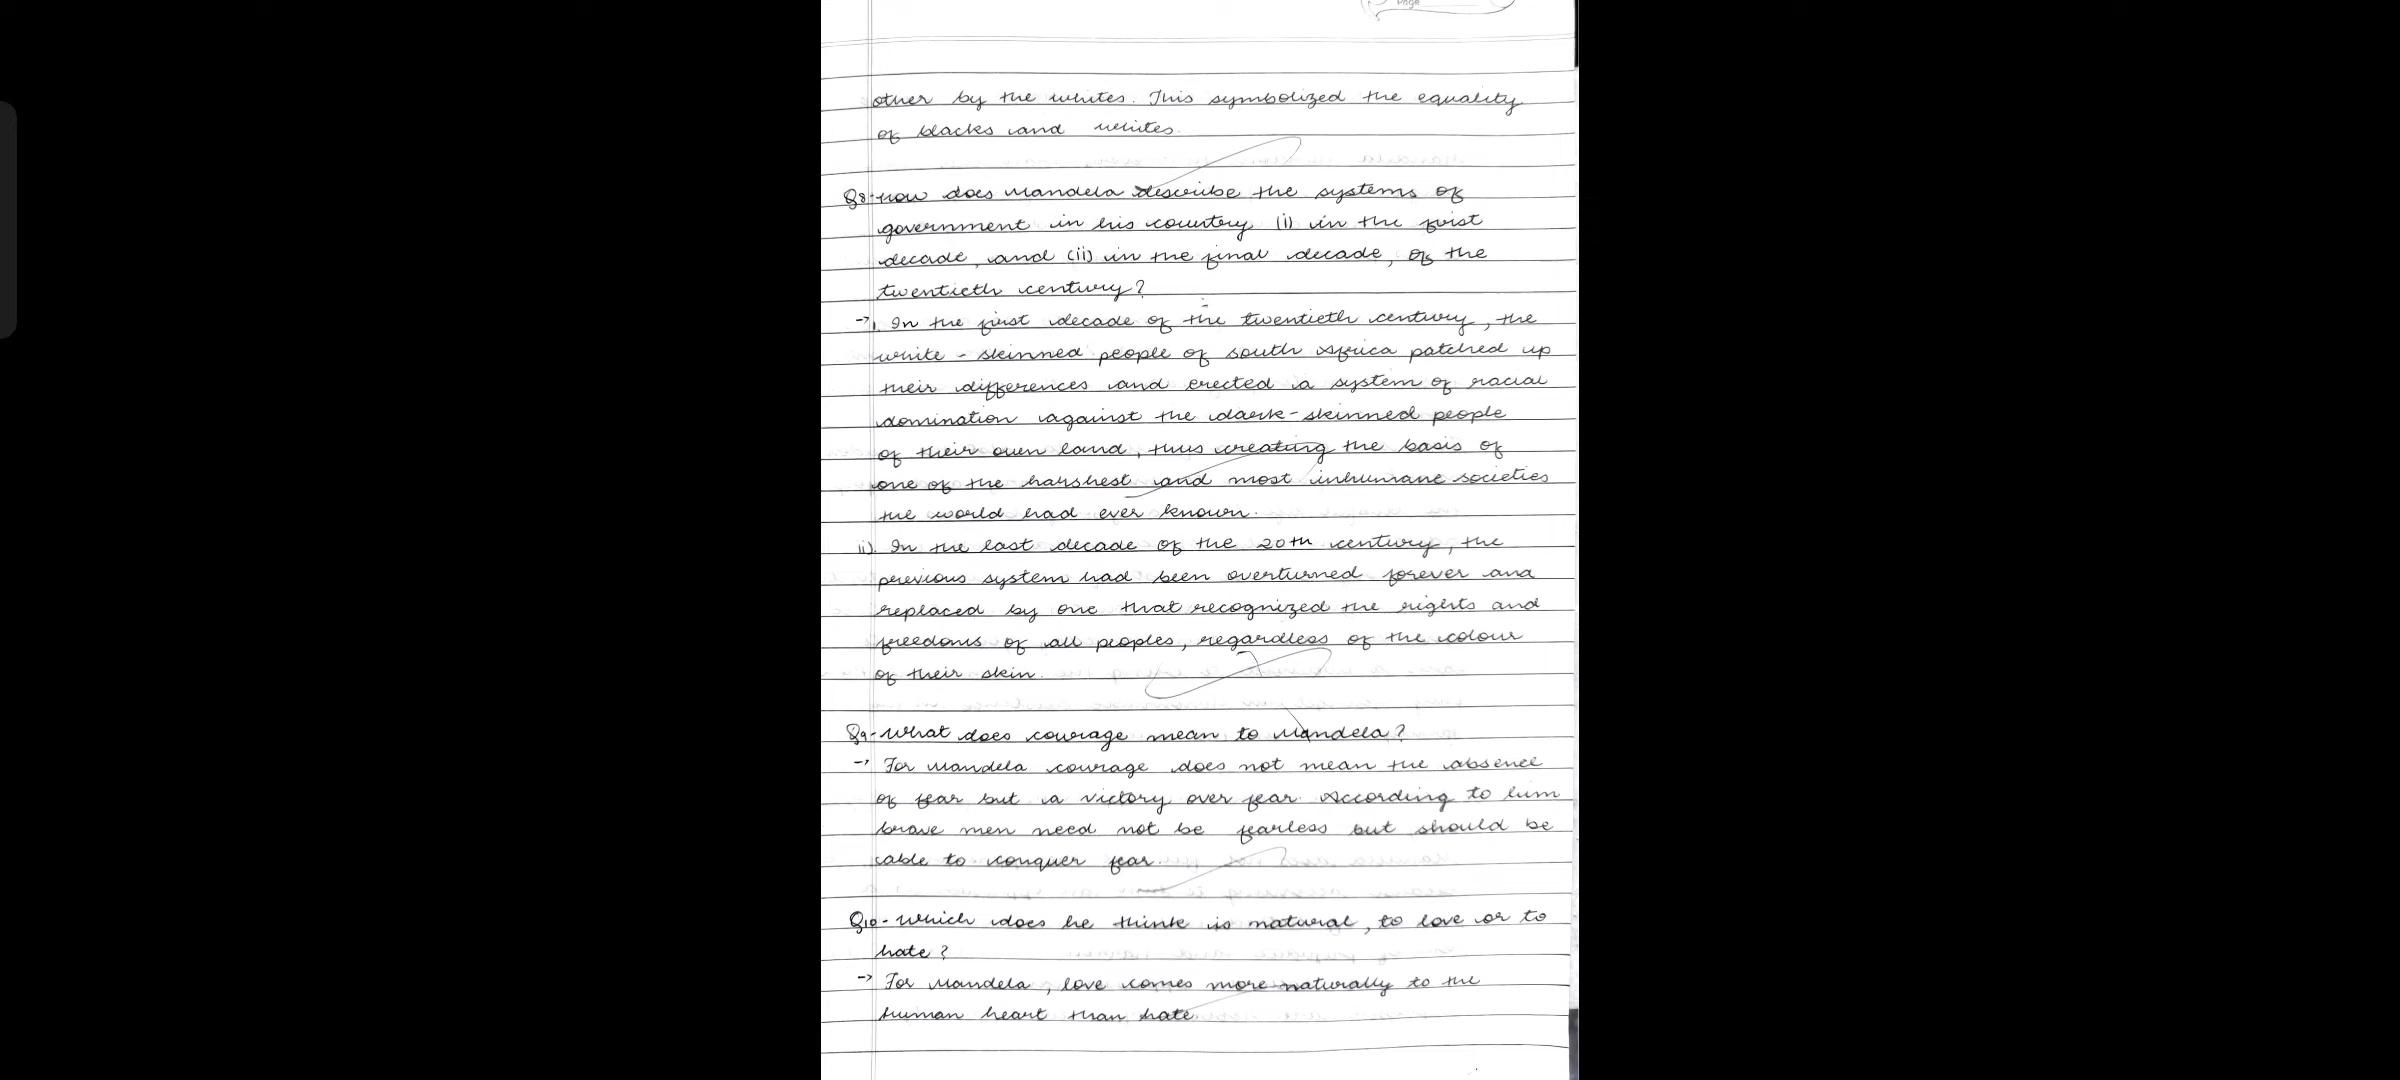 Page
other by the whites. This symbolized the equality
of blacks and whites.
Q8- How does Mandela describe the systems of
government in his country (i) in the first
decade, and (ii) in the final decade, of the
twentieth century?
→ i. In the first decade of the twentieth century, the
white-skinned people of South Africa patched up
their differences and erected a system of racial
domination against the dark-skinned people
of their own land, thus creating the basis of
one of the harshest and most inhumane societies
the world had ever known.
ii). In the last decade of the 20th century, the
previous system had been overturned forever and
replaced by one that recognized the rights and
freedoms of all peoples, regardless of the colour
of their skin.
Q9- What does courage mean to Mandela?
→ For Mandela courage does not mean the absence
of fear but a victory over fear. According to him
brave men need not be fearless but should be
able to conquer fear.
Q10- Which does he think is natural, to love or to
hate?
→ For Mandela, love comes more naturally to the
human heart than hate.